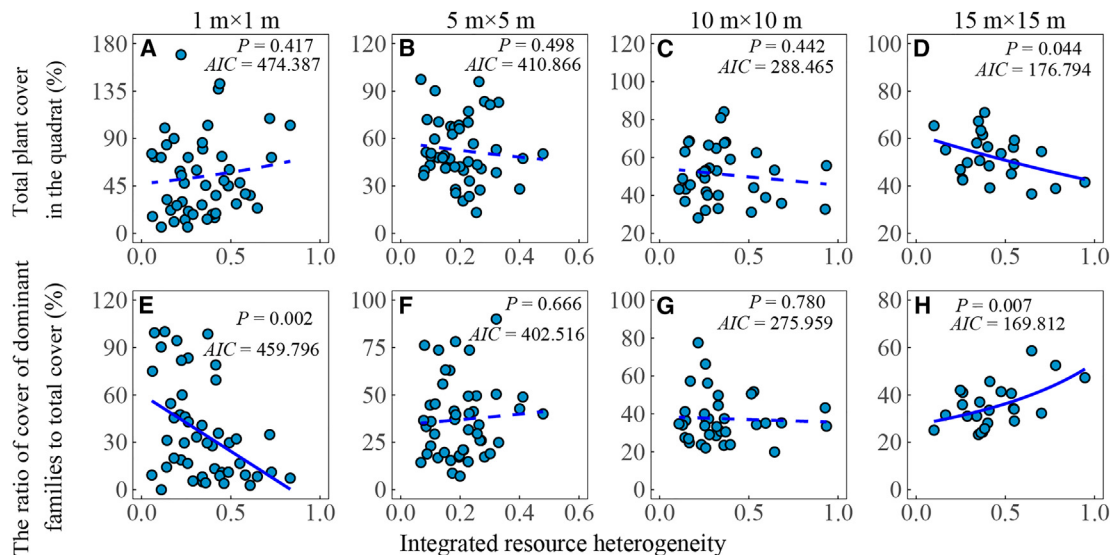 1 m×1 m
5 m×5 m
10 m×10 m
15 m×15 m
Total plant cover
in the quadrat (%)
A
P = 0.417
AIC = 474.387
180
135
90
45
0
0.0
0.5
1.0
B
P = 0.498
AIC = 410.866
120
90
60
30
0
0.0
0.2
0.4
0.6
C
P = 0.442
AIC = 288.465
120
100
80
60
40
20
0.0
0.5
1.0
D
P = 0.044
AIC = 176.794
100
80
60
40
20
0.0
0.5
1.0
The ratio of cover of dominant
families to total cover (%)
E
P = 0.002
AIC = 459.796
120
90
60
30
0
0.0
0.5
1.0
F
P = 0.666
AIC = 402.516
100
75
50
25
0
0.0
0.2
0.4
0.6
G
P = 0.780
AIC = 275.959
100
80
60
40
20
0
0.0
0.5
1.0
H
P = 0.007
AIC = 169.812
80
60
40
20
0
0.0
0.5
1.0
Integrated resource heterogeneity